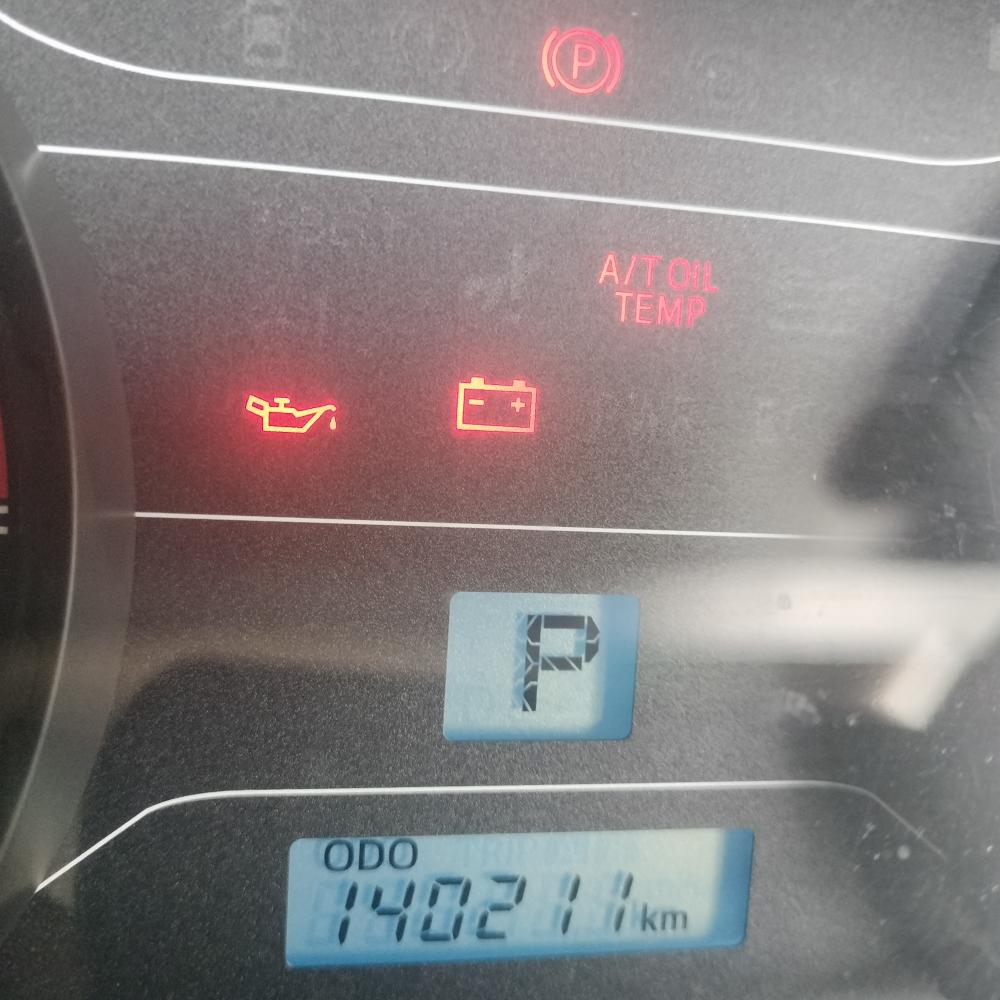 P
A/T OIL
TEMP
- +
P
ODO
140211 km